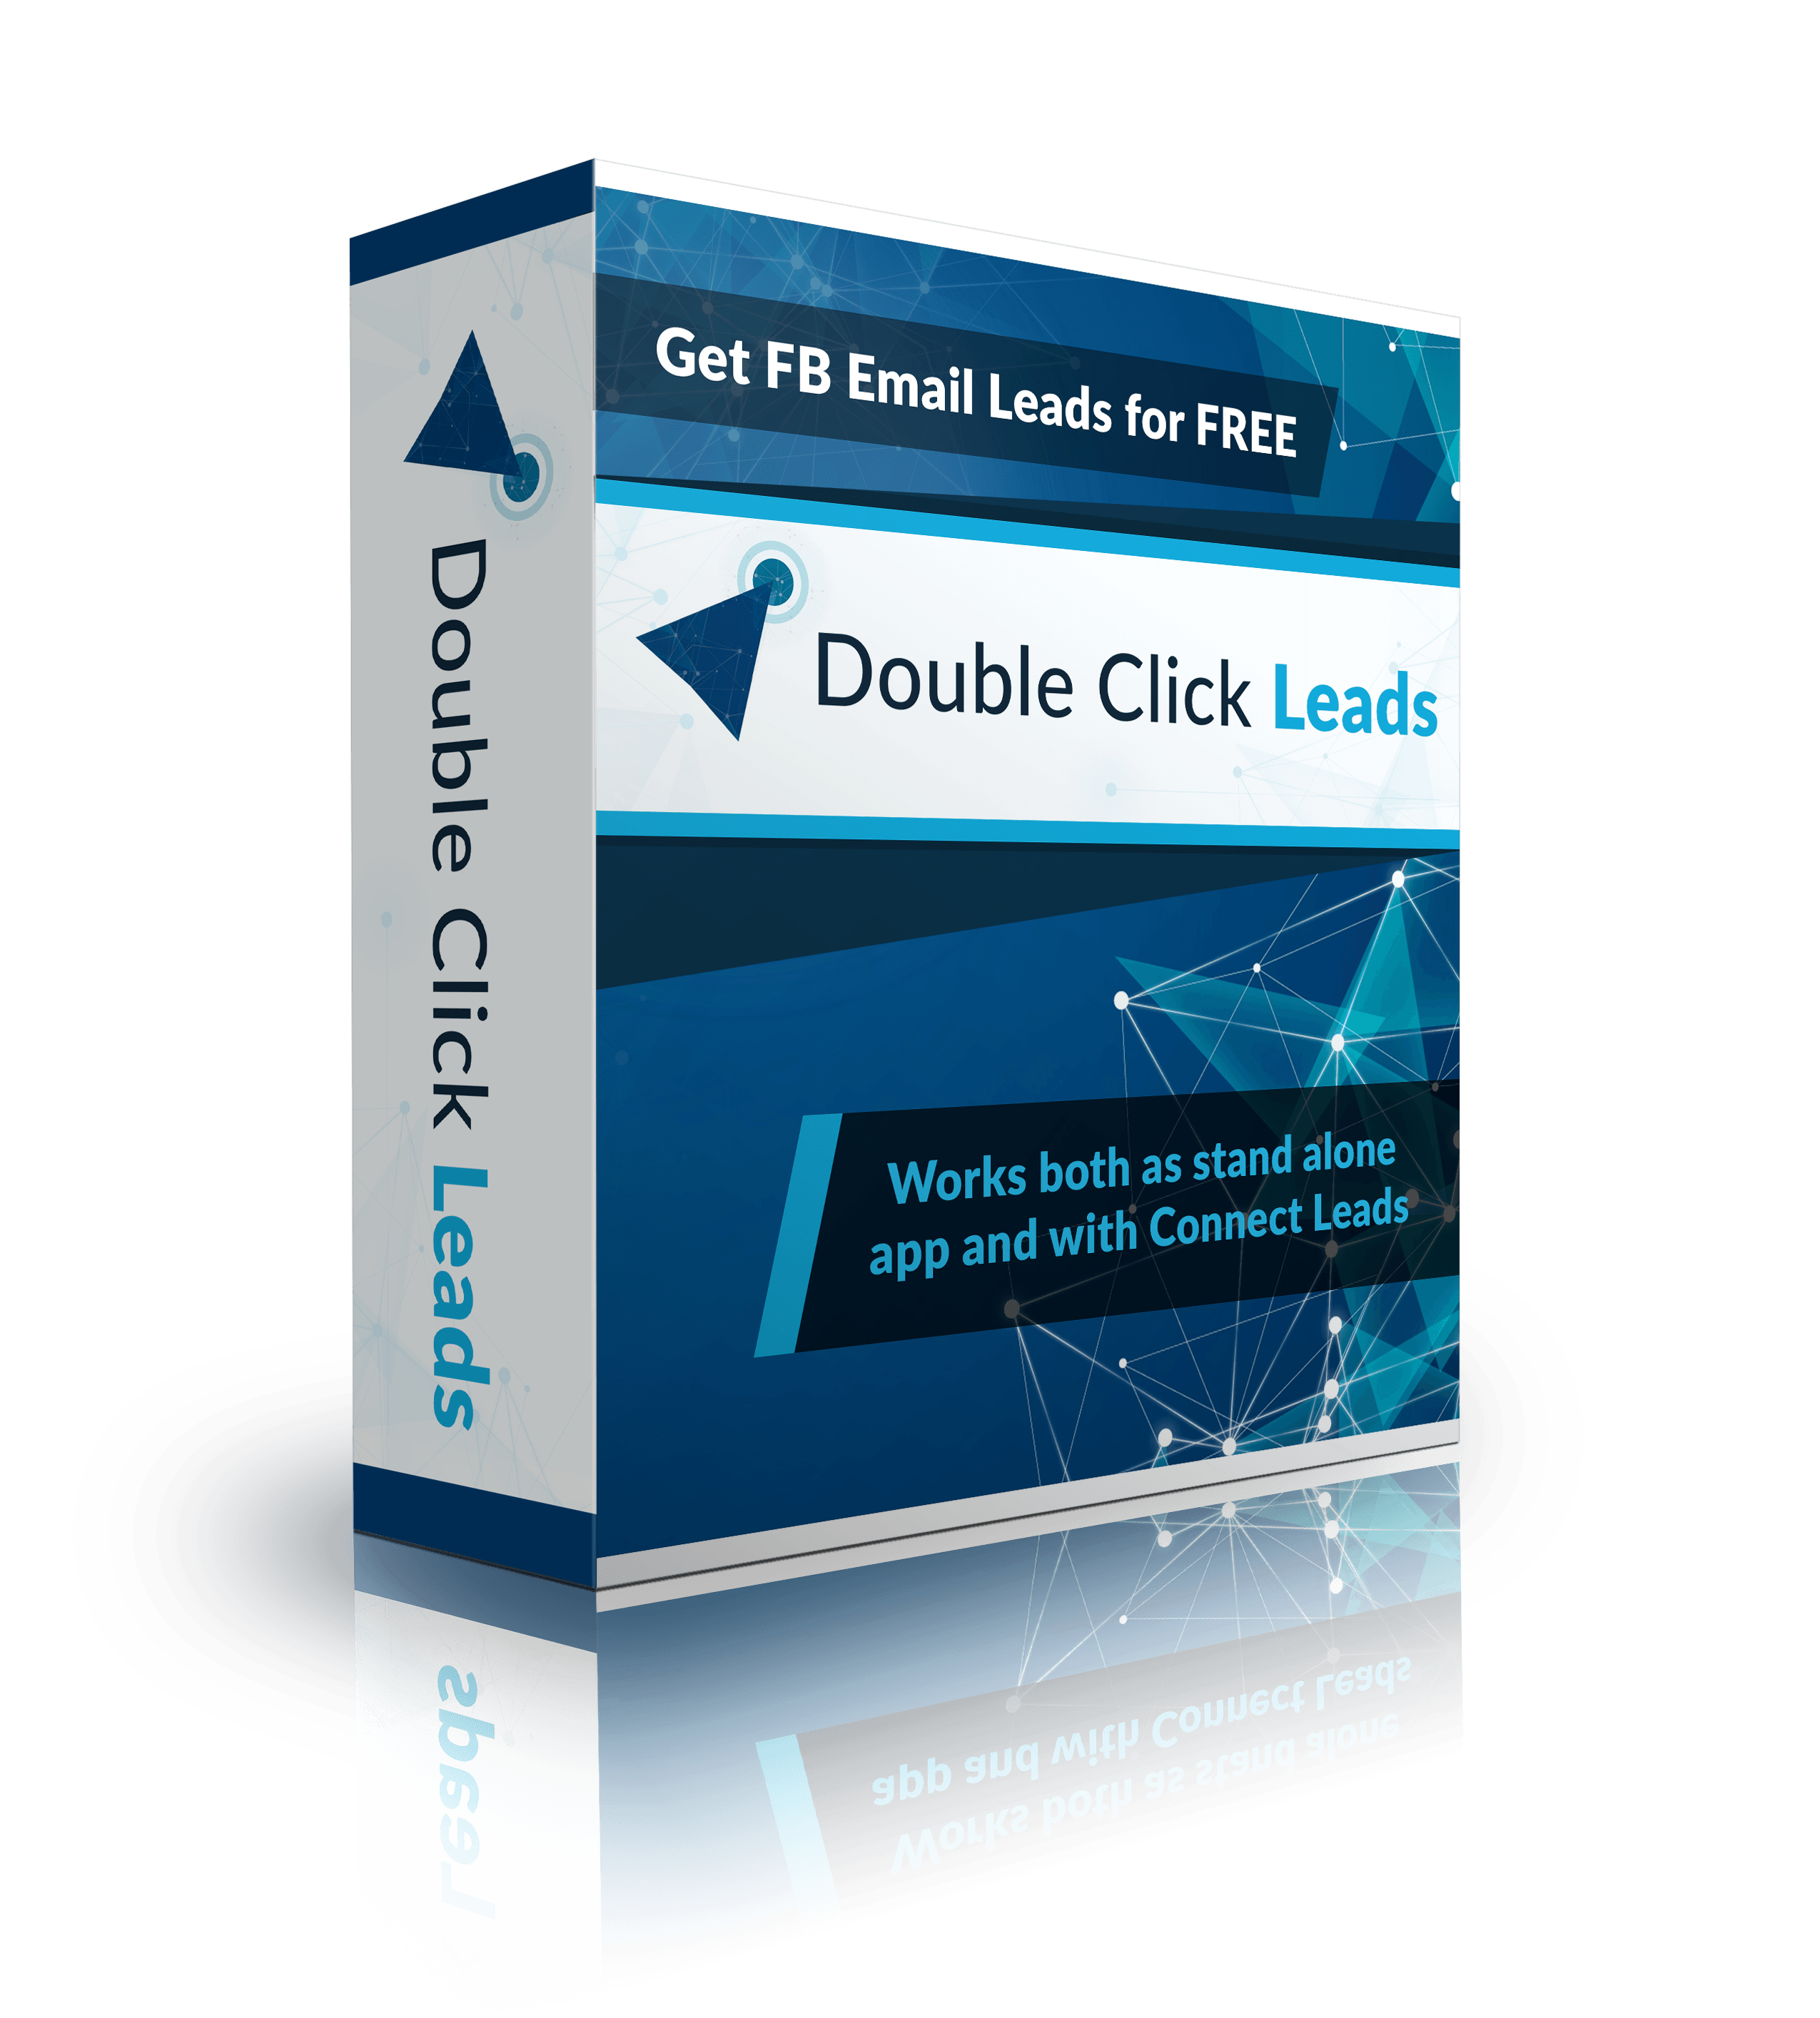 Get FB Email Leads for FREE
Double Click Leads
Works both as stand alone
app and with Connect Leads
Double Click Leads